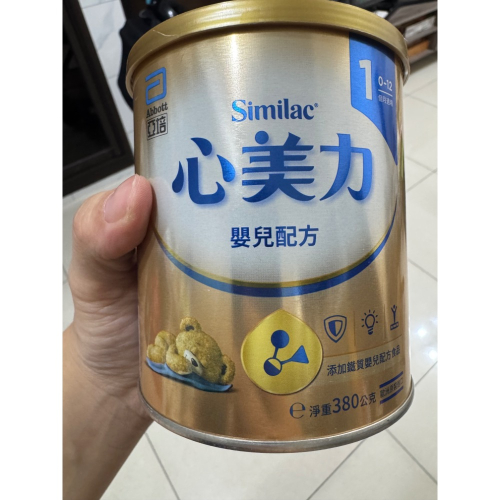 1
0-12
Abbott
亞培
Similac®
心美力
嬰兒配方
添加鐵質嬰兒配方食品
℮淨重380公克